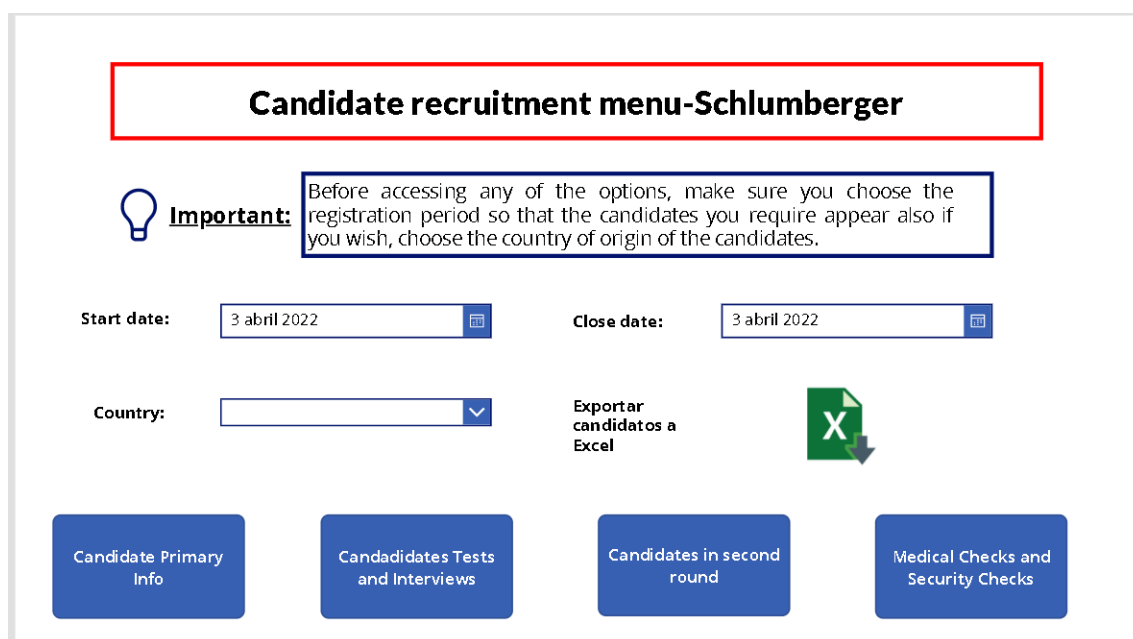 Candidate recruitment menu-Schlumberger
Important:
Before accessing any of the options, make sure you choose the
registration period so that the candidates you require appear also if
you wish, choose the country of origin of the candidates.
Start date:
3 abril 2022
Close date:
3 abril 2022
Country:
Exportar
candidatos a
Excel
X
Candidate Primary
Info
Candadidates Tests
and Interviews
Candidates in second
round
Medical Checks and
Security Checks